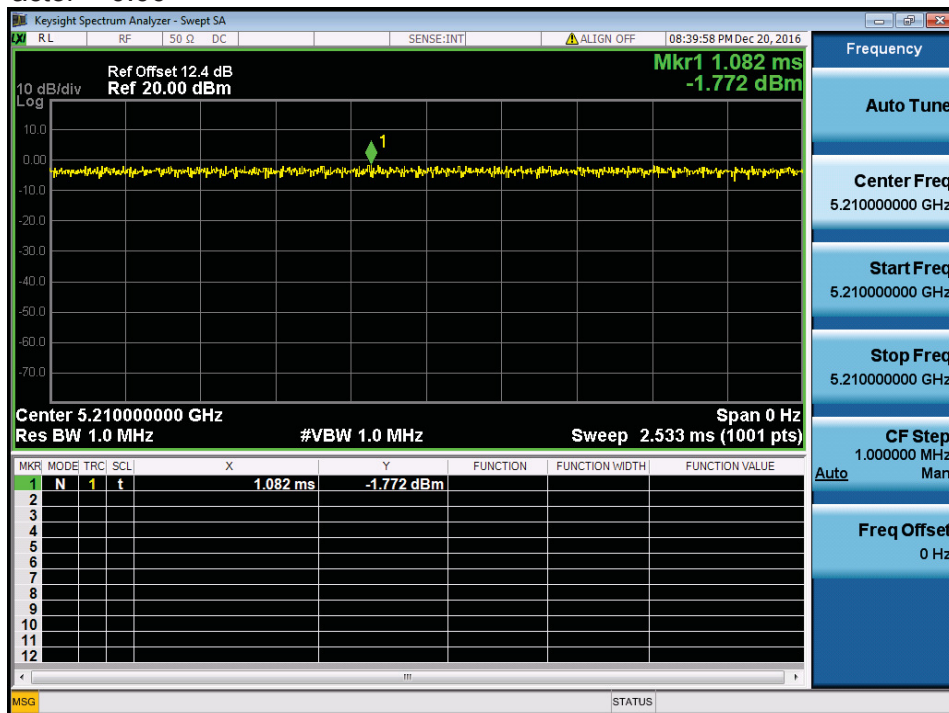 Keysight Spectrum Analyzer - Swept SA
LXI RL RF 50 Ω DC SENSE:INT ALIGN OFF 08:39:58 PM Dec 20, 2016
Mkr1 1.082 ms
-1.772 dBm
Ref Offset 12.4 dB
10 dB/div Ref 20.00 dBm
Log
10.0
0.00
-10.0
-20.0
-30.0
-40.0
-50.0
-60.0
-70.0
1
Center 5.210000000 GHz Span 0 Hz
Res BW 1.0 MHz #VBW 1.0 MHz Sweep 2.533 ms (1001 pts)
MKR MODE TRC SCL X Y FUNCTION FUNCTION WIDTH FUNCTION VALUE
1 N 1 t 1.082 ms -1.772 dBm
2
3
4
5
6
7
8
9
10
11
12
MSG STATUS
Frequency
Auto Tune
Center Freq
5.210000000 GHz
Start Freq
5.210000000 GHz
Stop Freq
5.210000000 GHz
CF Step
1.000000 MHz
Auto Man
Freq Offset
0 Hz